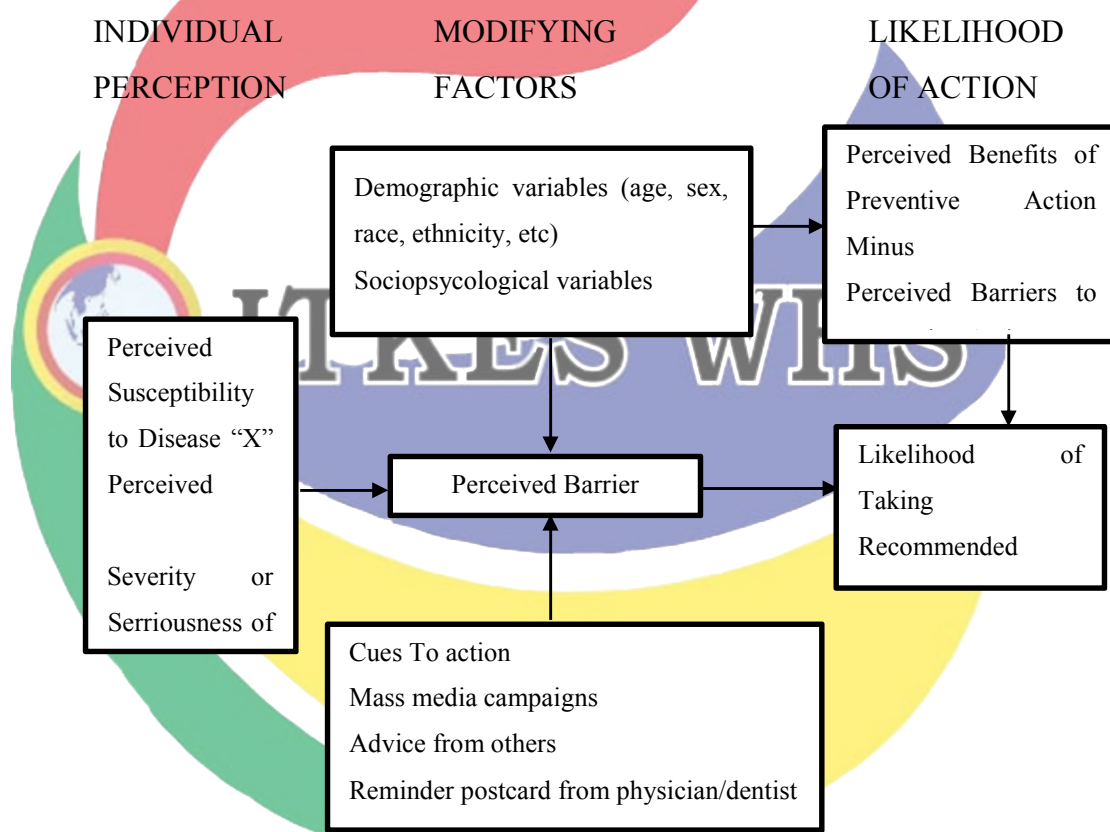 INDIVIDUAL
PERCEPTION
MODIFYING
FACTORS
LIKELIHOOD
OF ACTION
Demographic variables (age, sex,
race, ethnicity, etc)
Sociopsycological variables
Perceived Benefits of
Preventive Action
Minus
Perceived Barriers to
ITKES WHS
Perceived
Susceptibility
to Disease “X”
Perceived
Severity or
Serriousness of
Perceived Barrier
Likelihood of
Taking
Recommended
Cues To action
Mass media campaigns
Advice from others
Reminder postcard from physician/dentist